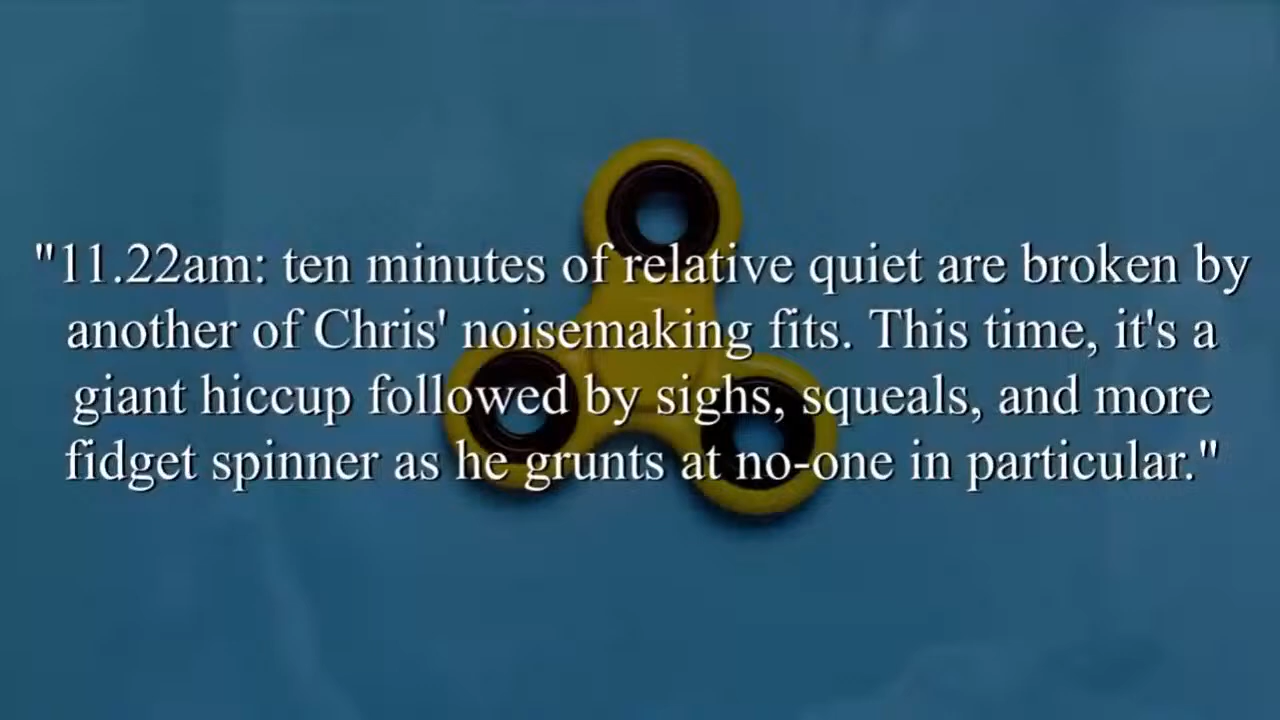 "11.22am: ten minutes of relative quiet are broken by
another of Chris' noisemaking fits. This time, it's a
giant hiccup followed by sighs, squeals, and more
fidget spinner as he grunts at no-one in particular."